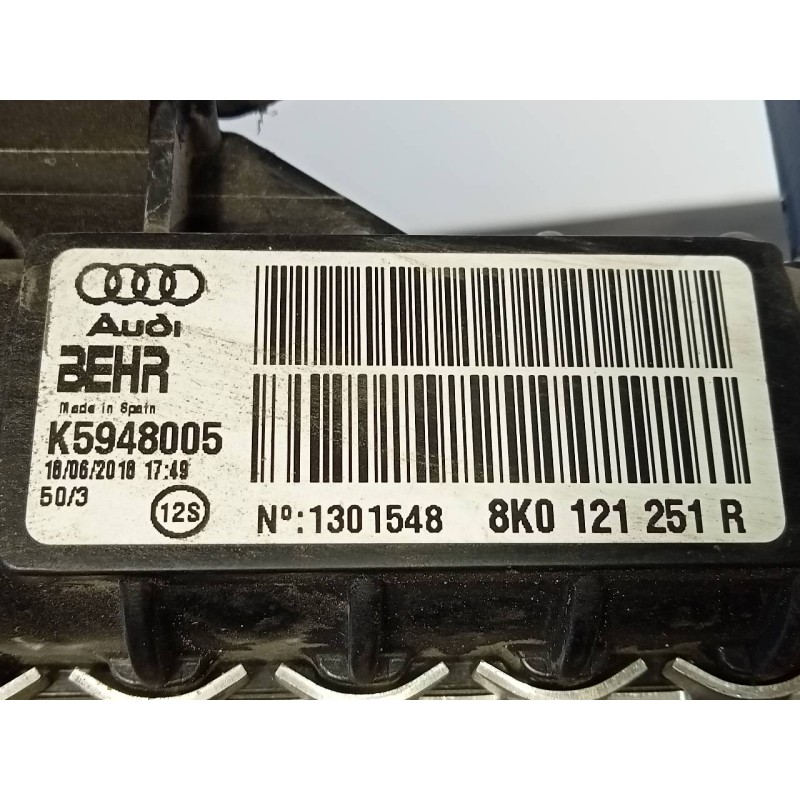 Audi
BEHR
Made in Spain
K5948005
18/06/2018 17:49
50/3
12S
Nº:1301548
8K0 121 251 R